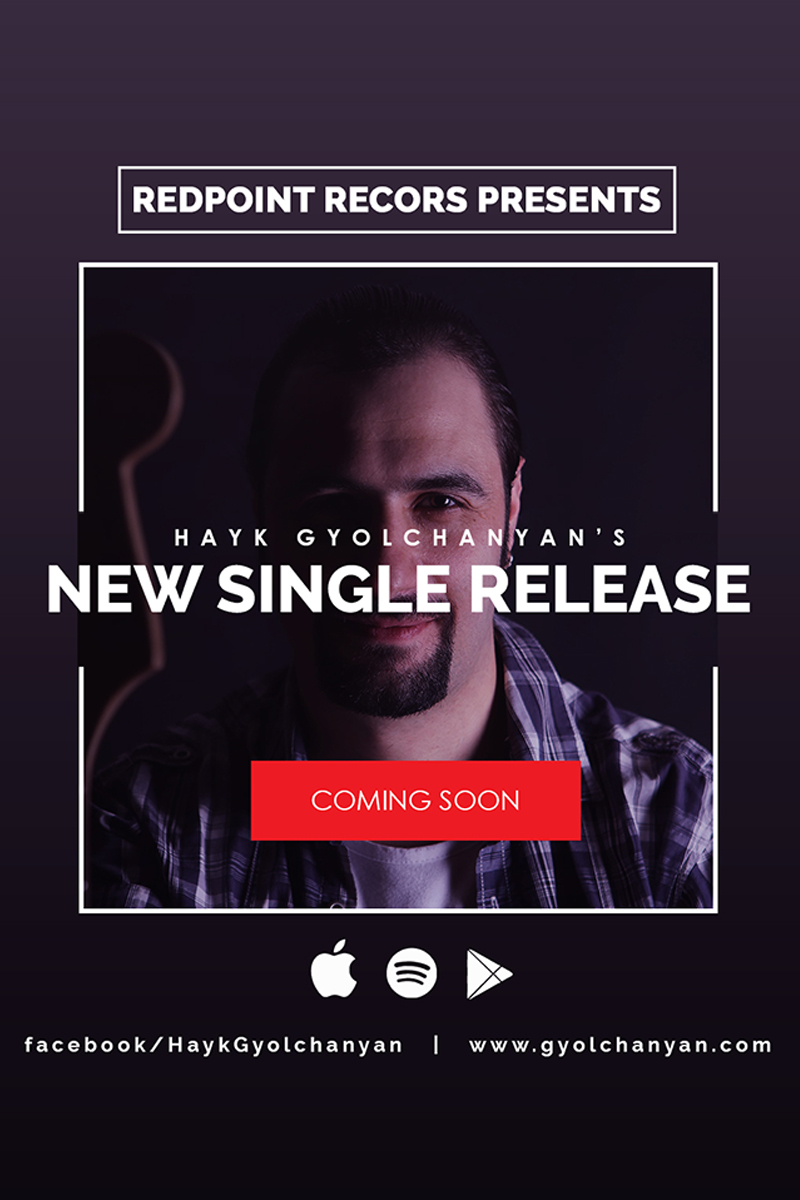 REDPOINT RECORS PRESENTS
HAYK GYOLCHANYAN'S
NEW SINGLE RELEASE
COMING SOON
facebook/HaykGyolchanyan | www.gyolchanyan.com